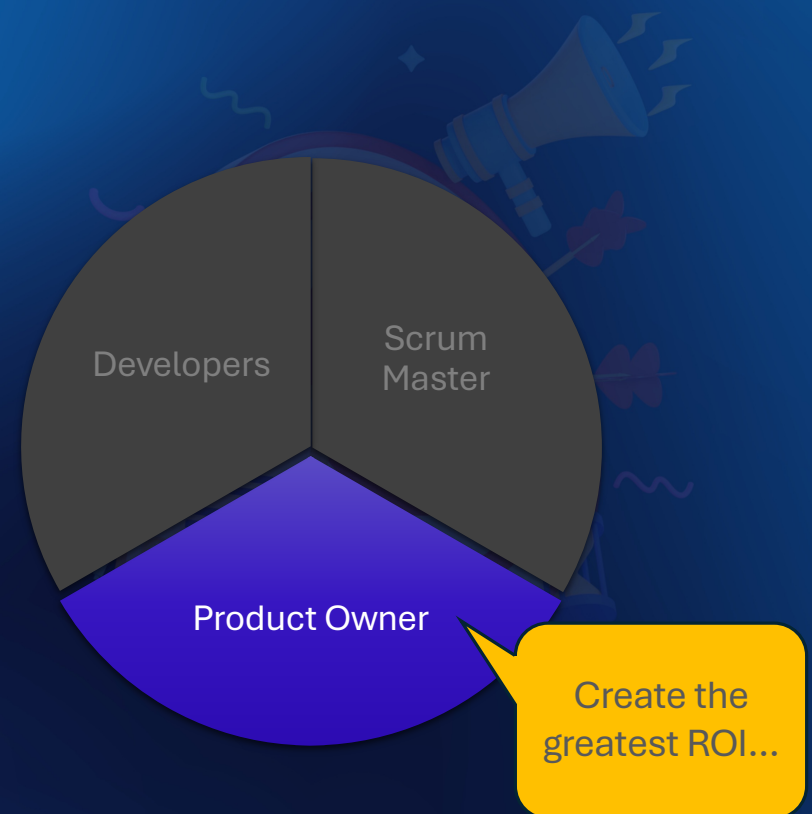 Developers
Scrum
Master
Product Owner
Create the
greatest ROI...